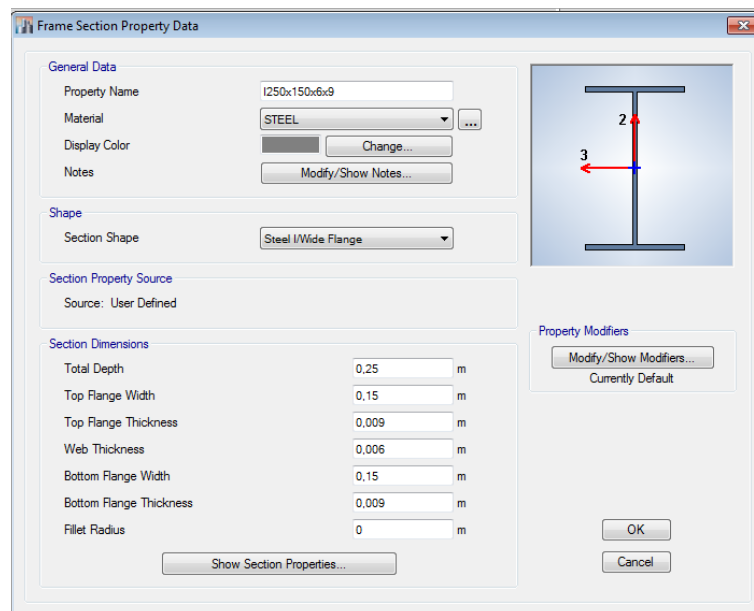 Frame Section Property Data
General Data
Property Name I250x150x6x9
Material STEEL ...
Display Color Change...
Notes Modify/Show Notes...
Shape
Section Shape Steel I/Wide Flange
Section Property Source
Source: User Defined
Section Dimensions
Total Depth 0,25 m
Top Flange Width 0,15 m
Top Flange Thickness 0,009 m
Web Thickness 0,006 m
Bottom Flange Width 0,15 m
Bottom Flange Thickness 0,009 m
Fillet Radius 0 m
Show Section Properties...
2
3
Property Modifiers
Modify/Show Modifiers...
Currently Default
OK
Cancel